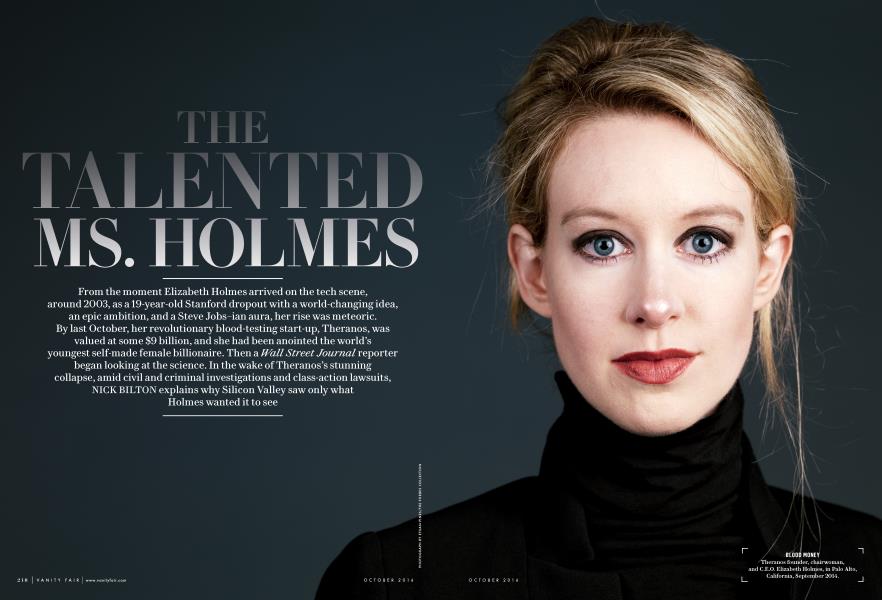 THE
TALENTED
MS. HOLMES
From the moment Elizabeth Holmes arrived on the tech scene,
around 2003, as a 19-year-old Stanford dropout with a world-changing idea,
an epic ambition, and a Steve Jobs–ian aura, her rise was meteoric.
By last October, her revolutionary blood-testing start-up, Theranos, was
valued at some $9 billion, and she had been anointed the world's
youngest self-made female billionaire. Then a Wall Street Journal reporter
began looking at the science. In the wake of Theranos's stunning
collapse, amid civil and criminal investigations and class-action lawsuits,
NICK BILTON explains why Silicon Valley saw only what
Holmes wanted it to see
218 | VANITY FAIR | www.vanityfair.com
OCTOBER 2016
OCTOBER 2016
BLOOD MONEY
Theranos founder, chairwoman,
and C.E.O. Elizabeth Holmes, in Palo Alto,
California, September 2014.